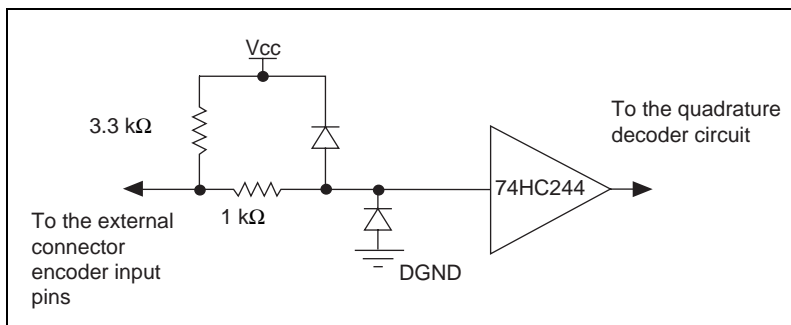 Vcc
3.3 kΩ
To the quadrature
decoder circuit
74HC244
1 kΩ
To the external
connector
encoder input
pins
DGND